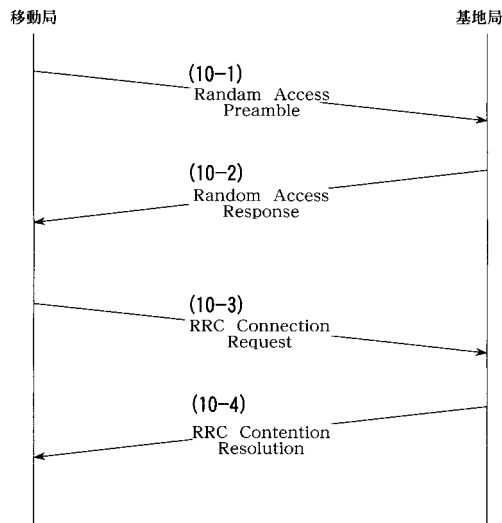 移動局
基地局
(10-1)
Randam Access
Preamble
(10-2)
Random Access
Response
(10-3)
RRC Connection
Request
(10-4)
RRC Contention
Resolution